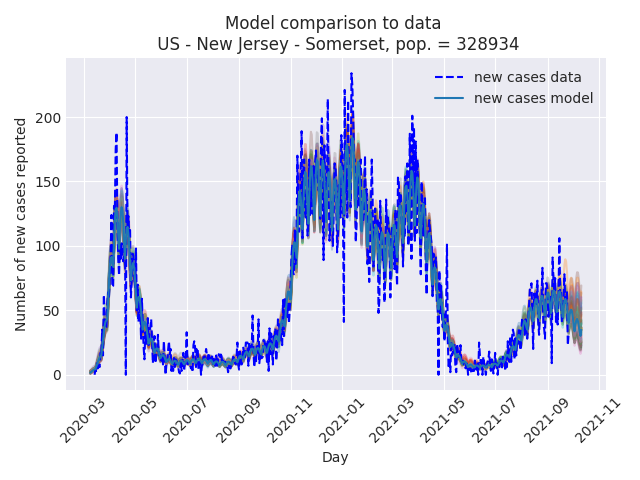 Model comparison to data
US - New Jersey - Somerset, pop. = 328934
new cases data
new cases model
Number of new cases reported
200
150
100
50
0
2020-03
2020-05
2020-07
2020-09
2020-11
2021-01
2021-03
2021-05
2021-07
2021-09
2021-11
Day